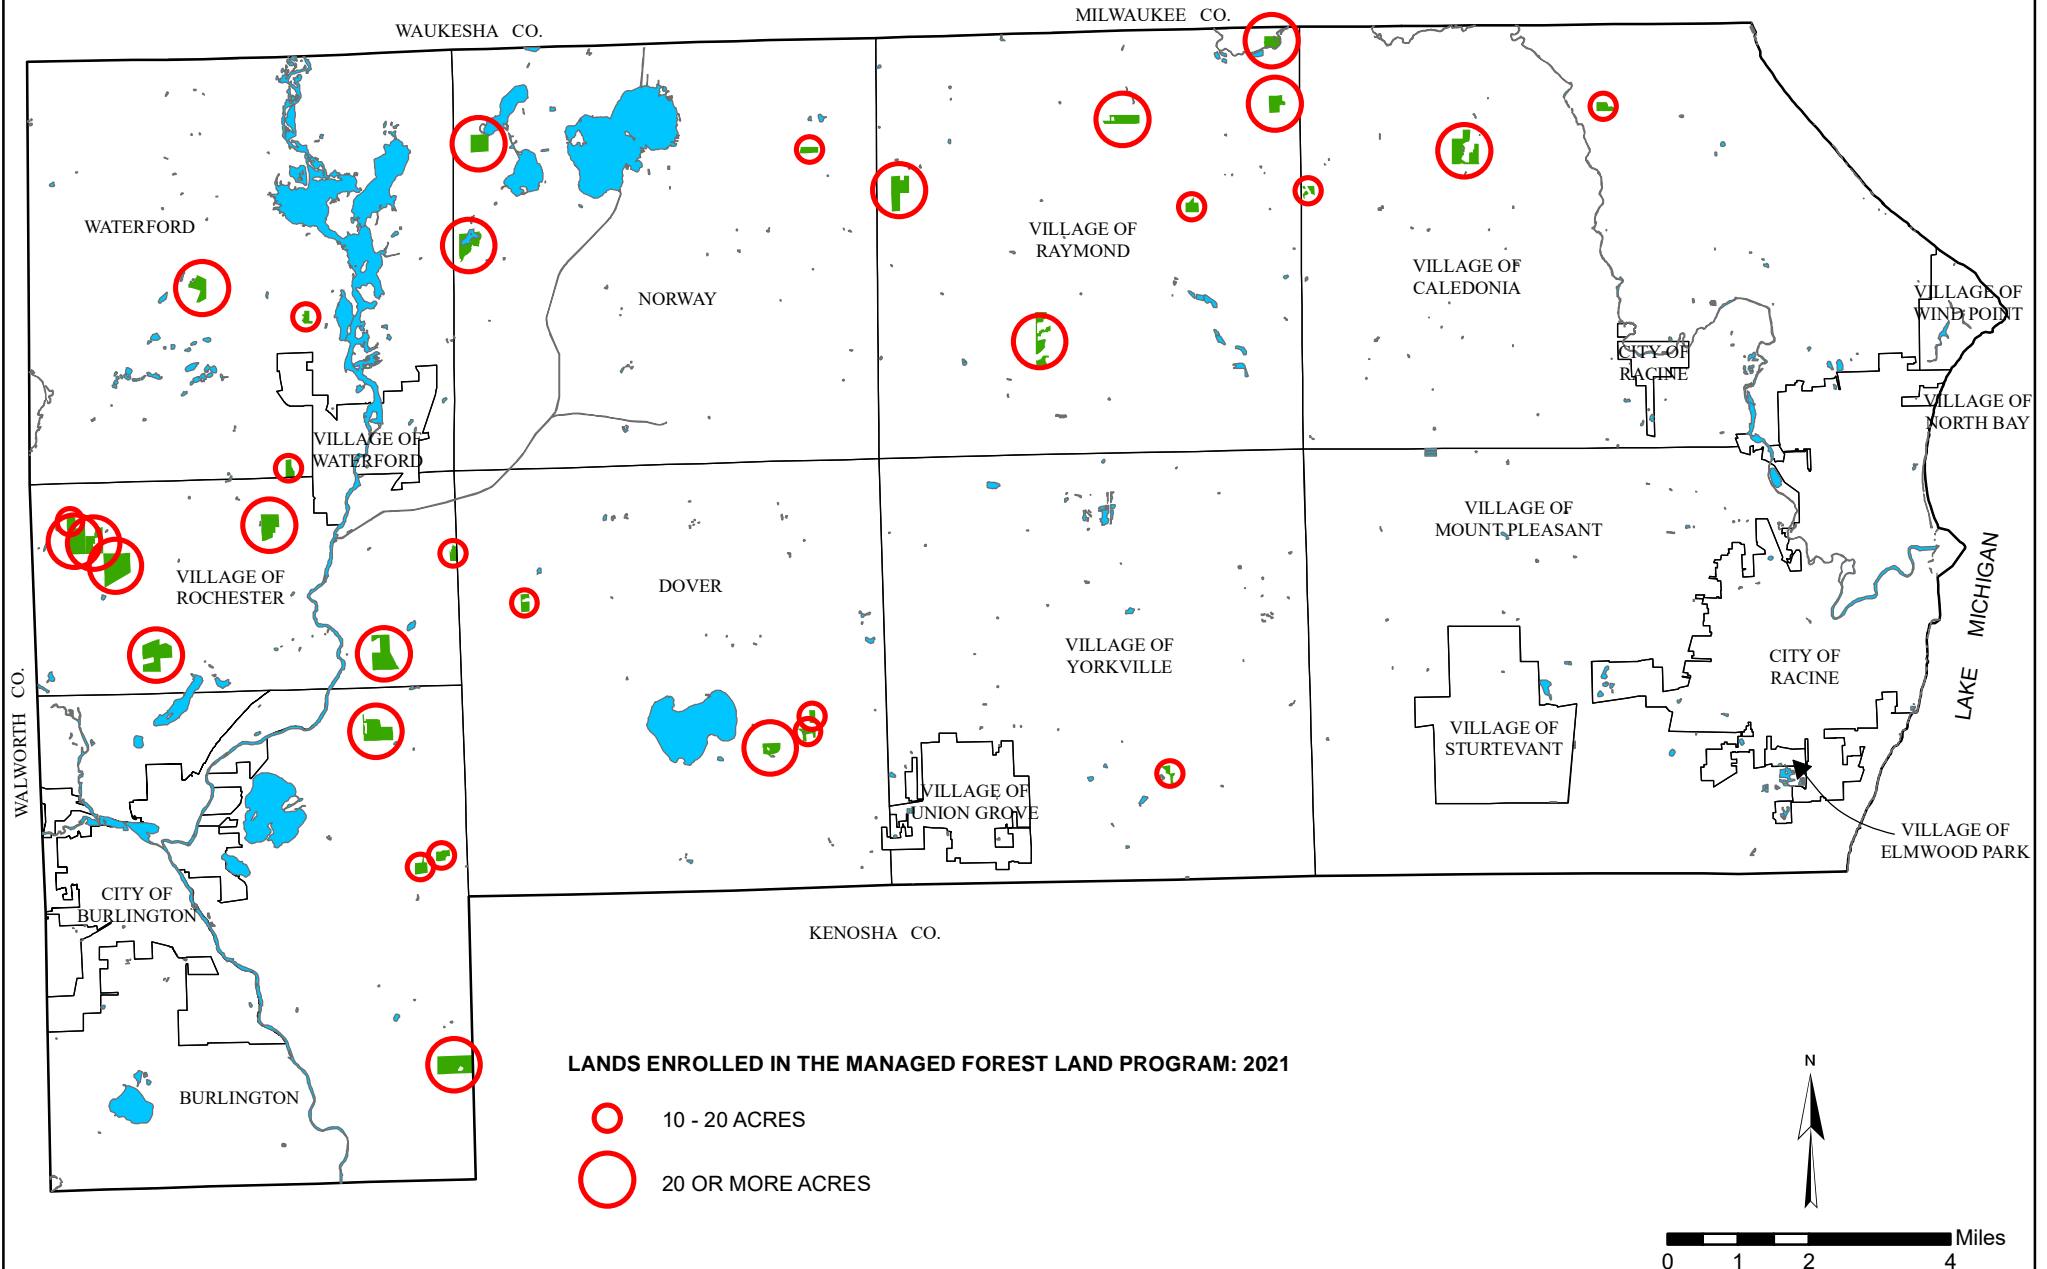 WAUKESHA CO.
MILWAUKEE CO.
WATERFORD
NORWAY
VILLAGE OF
RAYMOND
VILLAGE OF
CALEDONIA
VILLAGE OF
WIND POINT
CITY OF
RACINE
VILLAGE OF
NORTH BAY
VILLAGE OF
WATERFORD
VILLAGE OF
ROCHESTER
DOVER
VILLAGE OF
YORKVILLE
VILLAGE OF
MOUNT PLEASANT
CITY OF
RACINE
LAKE MICHIGAN
WALWORTH CO.
VILLAGE OF
STURTEVANT
VILLAGE OF
UNION GROVE
VILLAGE OF
ELMWOOD PARK
CITY OF
BURLINGTON
KENOSHA CO.
BURLINGTON
LANDS ENROLLED IN THE MANAGED FOREST LAND PROGRAM: 2021
10 - 20 ACRES
20 OR MORE ACRES
N
Miles
0 1 2 4